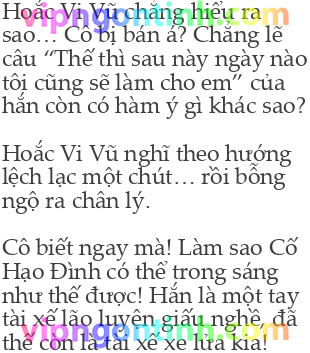 Hoắc Vi Vũ chẳng hiểu ra
vipngontinh.com
sao… Cô bị bán á? Chẳng lẽ
câu “Thế thì sau này ngày nào
tôi cũng sẽ làm cho em” của
hắn còn có hàm ý gì khác sao?
Hoắc Vi Vũ nghĩ theo hướng
lệch lạc một chút… rồi bỗng
ngộ ra chân lý.
Cô biết ngay mà! Làm sao Cố
Hạo Đình có thể trong sáng
như thế được! Hắn là một tay
tài xế lão luyện giấu nghề, đã
vipngontinh.com
thế còn là tài xế xe lửa kia!